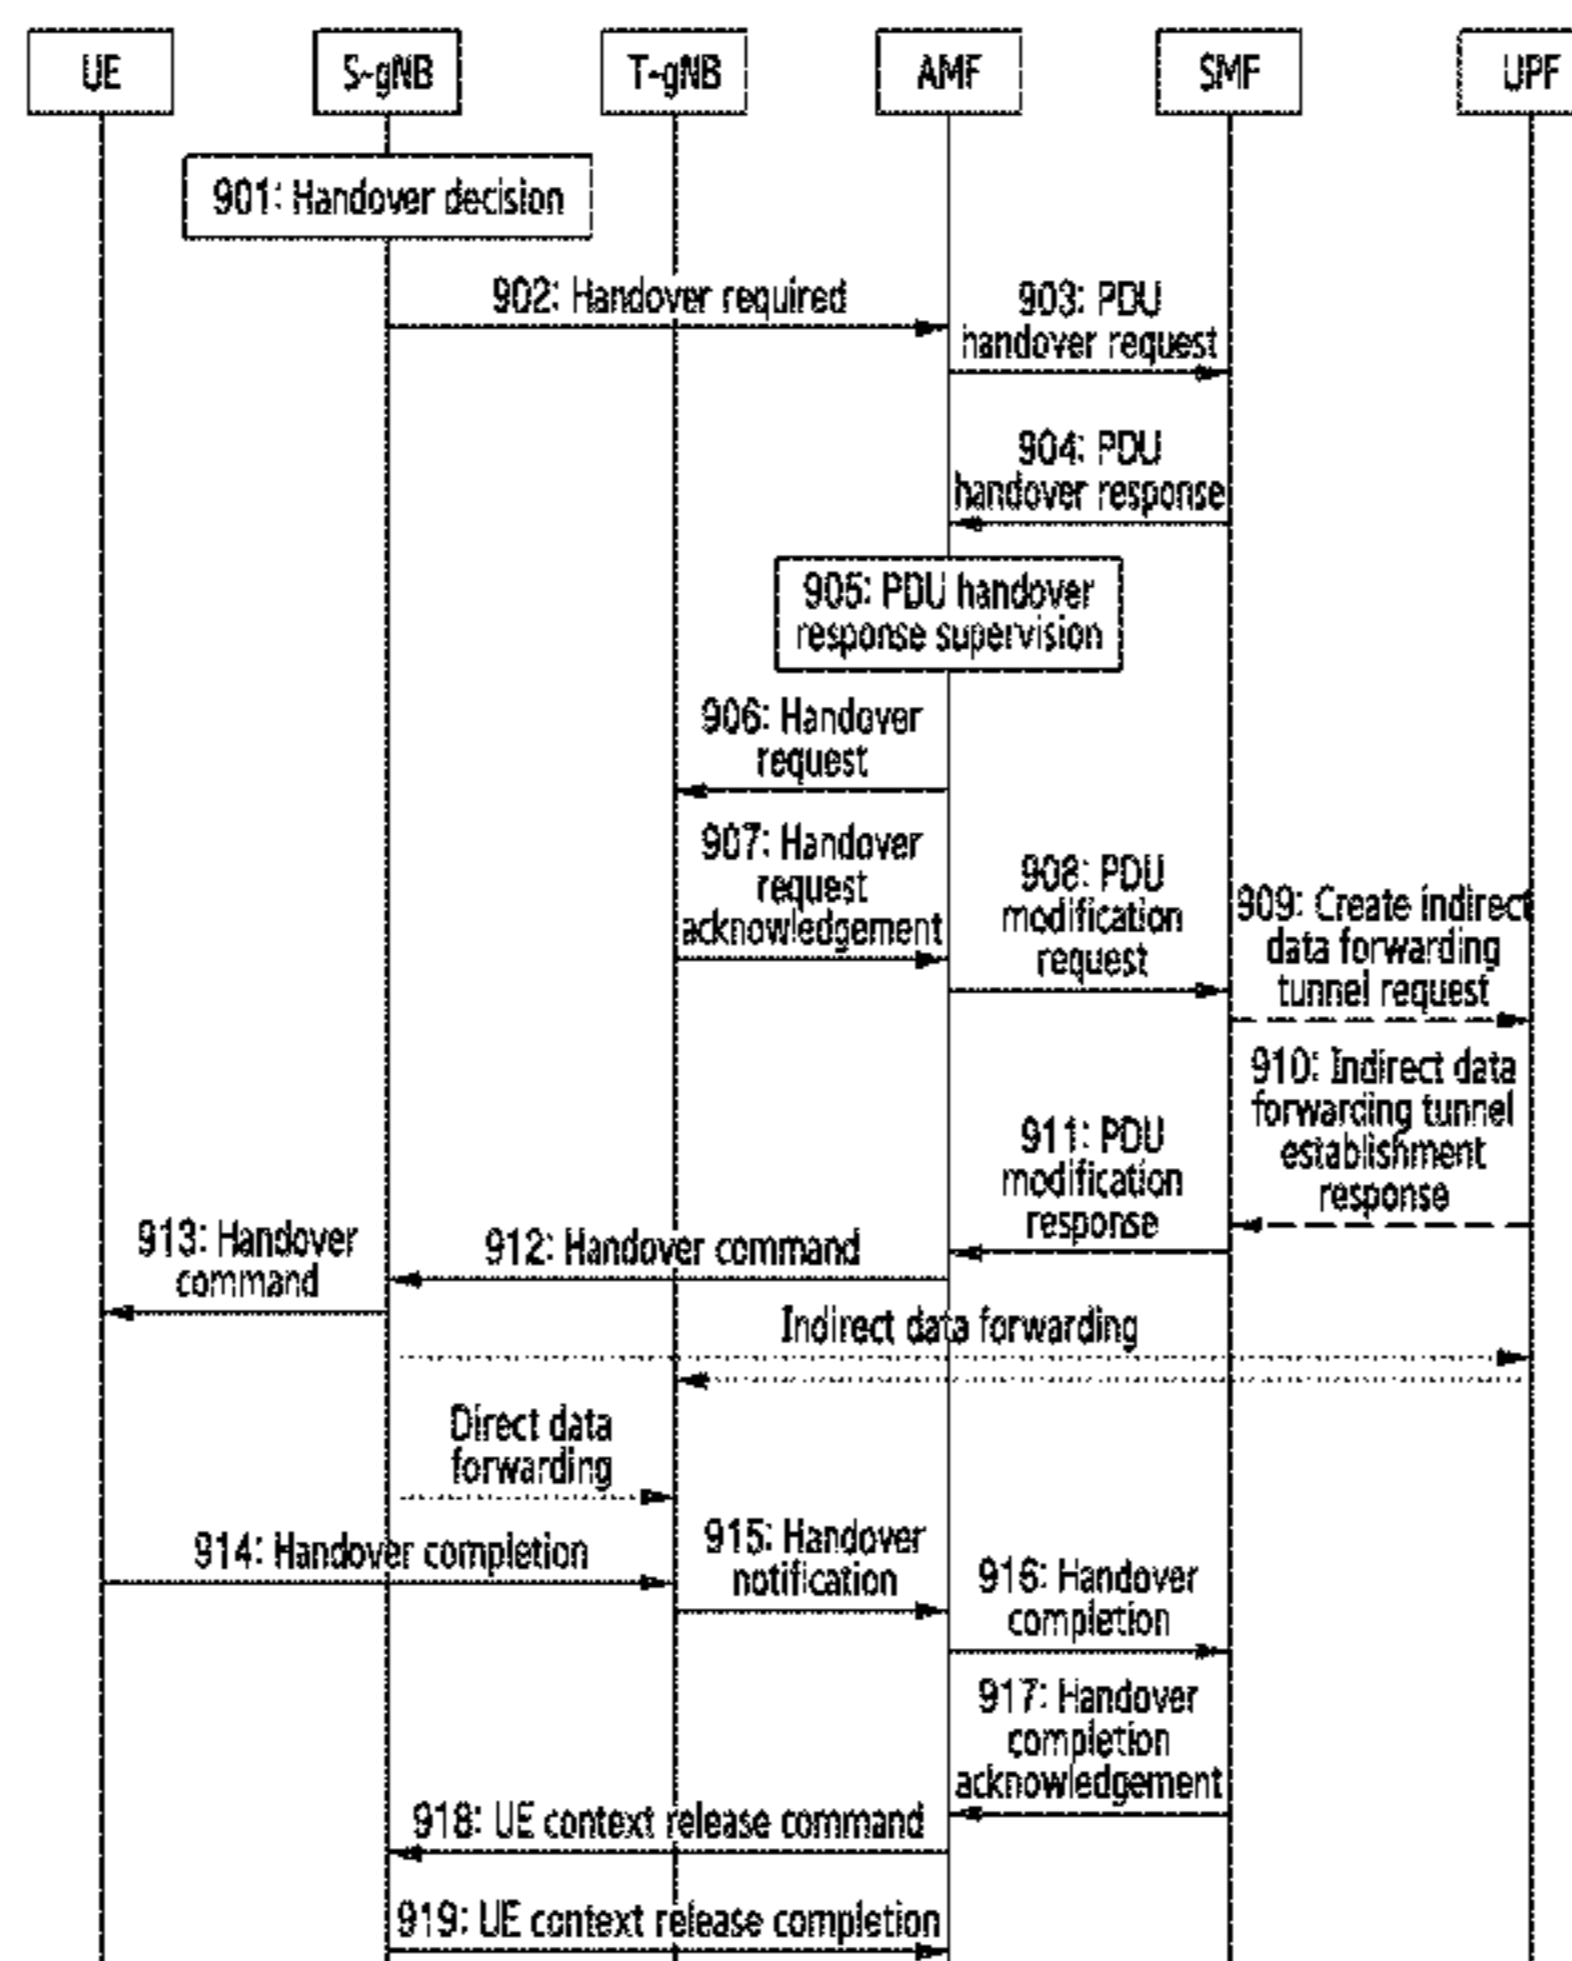 UE
S-gNB
T-gNB
AMF
SMF
UPF
901: Handover decision
902: Handover required
903: PDU
handover request
904: PDU
handover response
905: PDU handover
response supervision
906: Handover
request
907: Handover
request
acknowledgement
908: PDU
modification
request
909: Create indirect
data forwarding
tunnel request
910: Indirect data
forwarding tunnel
establishment
response
911: PDU
modification
response
912: Handover command
913: Handover
command
Indirect data forwarding
Direct data
forwarding
914: Handover completion
915: Handover
notification
916: Handover
completion
917: Handover
completion
acknowledgement
918: UE context release command
919: UE context release completion